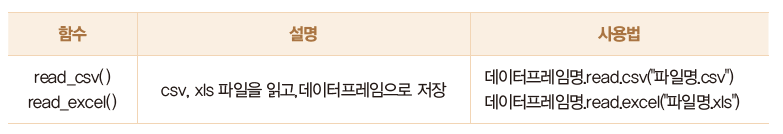 함수 설명 사용법
read_csv() csv, xls 파일을 읽고,데이터프레임으로 저장 데이터프레임명.read.csv("파일명.csv")
read_excel() 데이터프레임명.read.excel("파일명.xls")